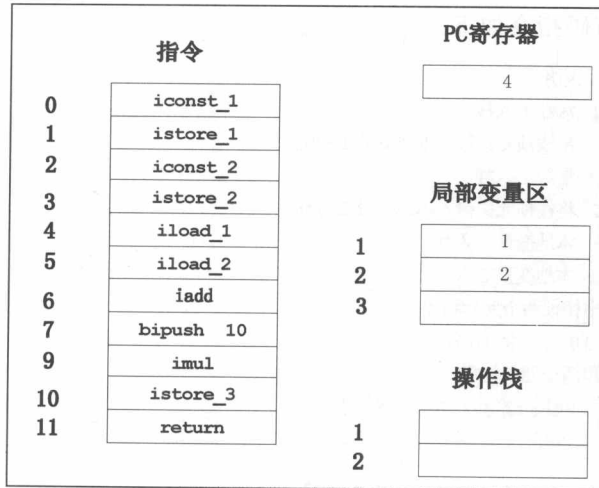 指令
0 iconst_1
1 istore_1
2 iconst_2
3 istore_2
4 iload_1
5 iload_2
6 iadd
7 bipush 10
9 imul
10 istore_3
11 return
PC寄存器
4
局部变量区
1 1
2 2
3
操作栈
1
2